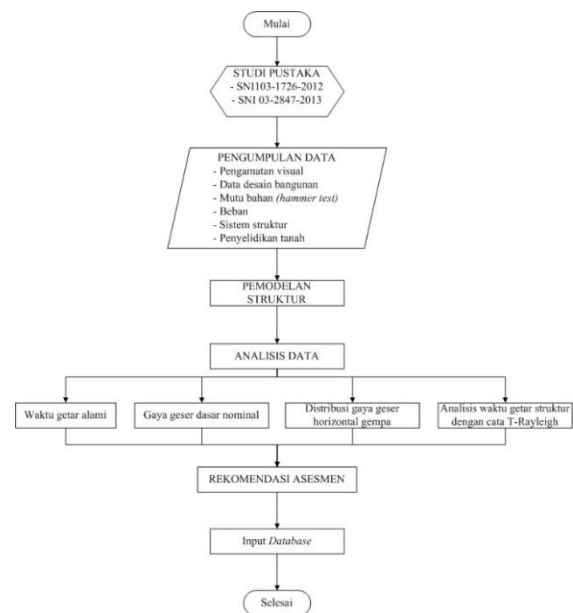 Mulai
STUDI PUSTAKA
- SNI103-1726-2012
- SNI 03-2847-2013
PENGUMPULAN DATA
- Pengamatan visual
- Data desain bangunan
- Mutu bahan (hammer test)
- Beban
- Sistem struktur
- Penyelidikan tanah
PEMODELAN
STRUKTUR
ANALISIS DATA
Waktu getar alami
Gaya geser dasar nominal
Distribusi gaya geser
horizontal gempa
Analisis waktu getar struktur
dengan cata T-Rayleigh
REKOMENDASI ASESMEN
Input Database
Selesai